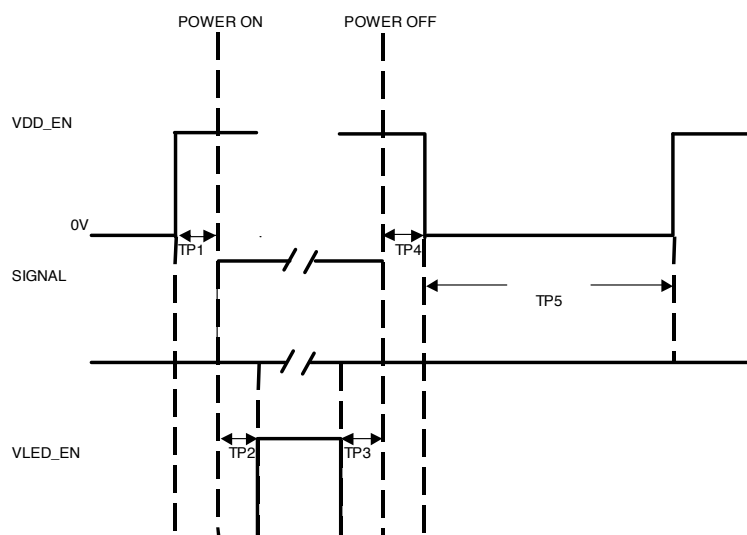 POWER ON
POWER OFF
VDD_EN
0V
TP1
TP4
SIGNAL
TP5
VLED_EN
TP2
TP3